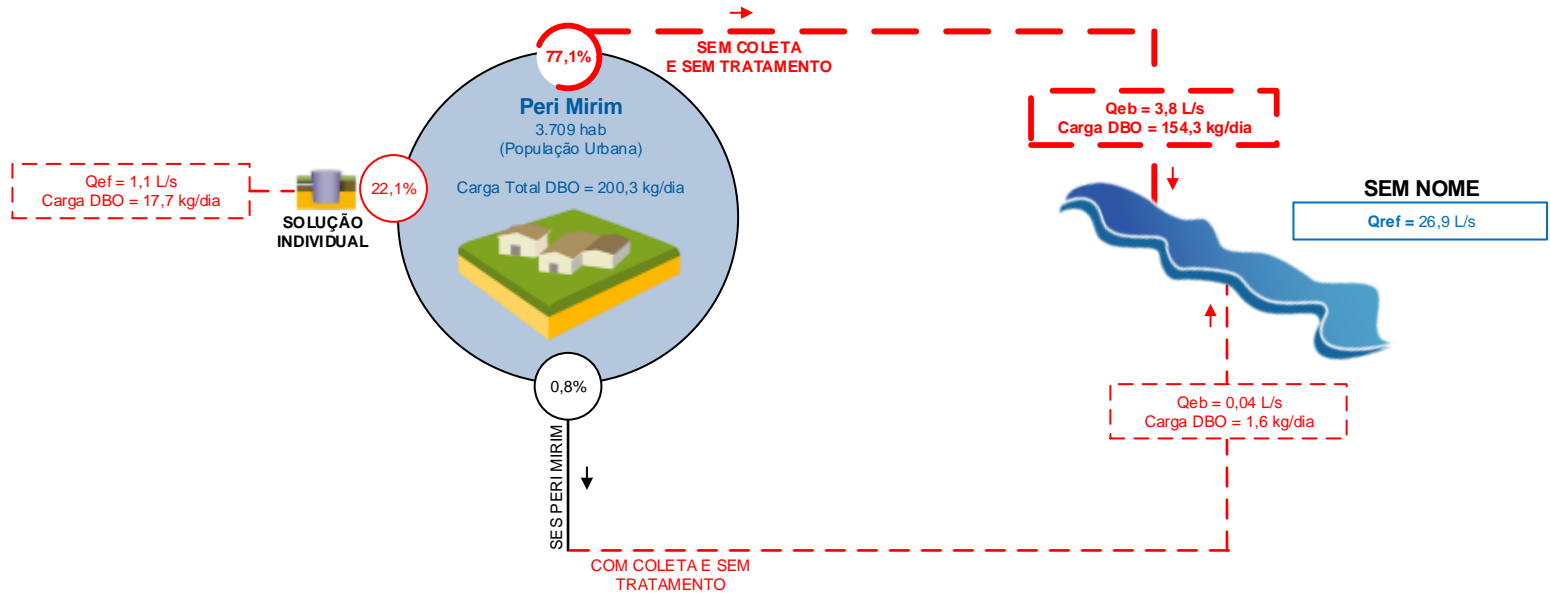 77,1%
SEM COLETA
E SEM TRATAMENTO
Peri Mirim
3.709 hab
(População Urbana)
Carga Total DBO = 200,3 kg/dia
Qeb = 3,8 L/s
Carga DBO = 154,3 kg/dia
Qef = 1,1 L/s
Carga DBO = 17,7 kg/dia
22,1%
SOLUÇÃO
INDIVIDUAL
SEM NOME
Qref = 26,9 L/s
0,8%
SES PERI MIRIM
Qeb = 0,04 L/s
Carga DBO = 1,6 kg/dia
COM COLETA E SEM
TRATAMENTO